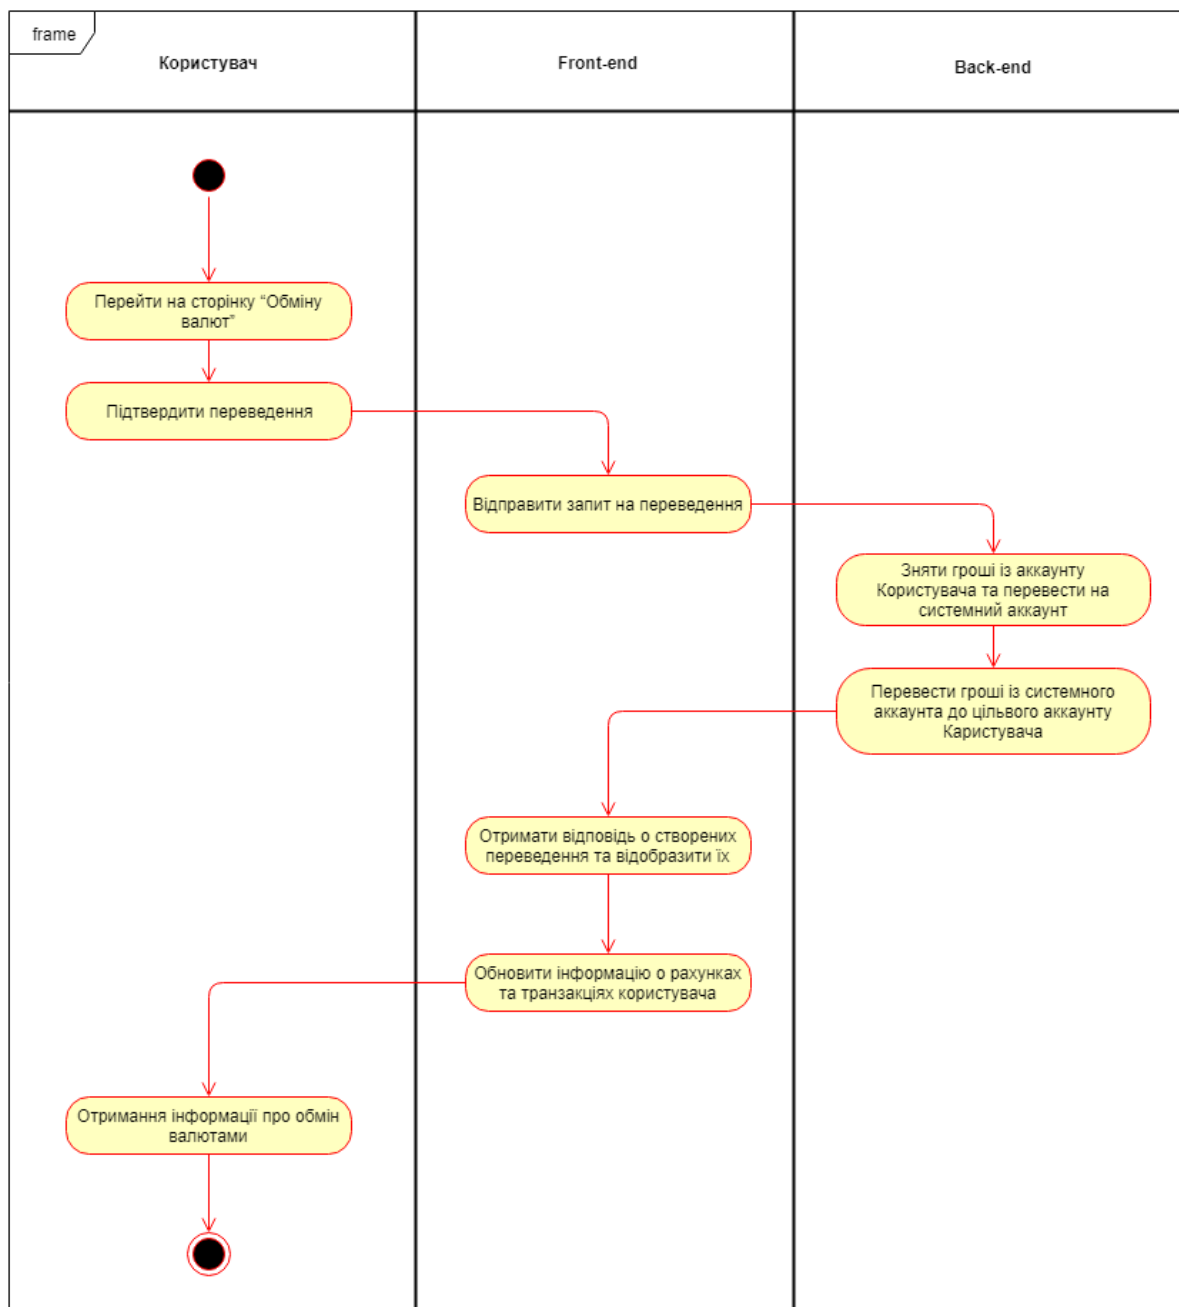 frame
Користувач
Front-end
Back-end
Перейти на сторінку “Обміну
валют”
Підтвердити переведення
Відправити запит на переведення
Зняти гроші із аккаунту
Користувача та перевести на
системний аккаунт
Перевести гроші із системного
аккаунта до цільвого аккаунту
Каристувача
Отримати відповідь о створених
переведення та відобразити їх
Обновити інформацію о рахунках
та транзакціях користувача
Отримання інформації про обмін
валютами